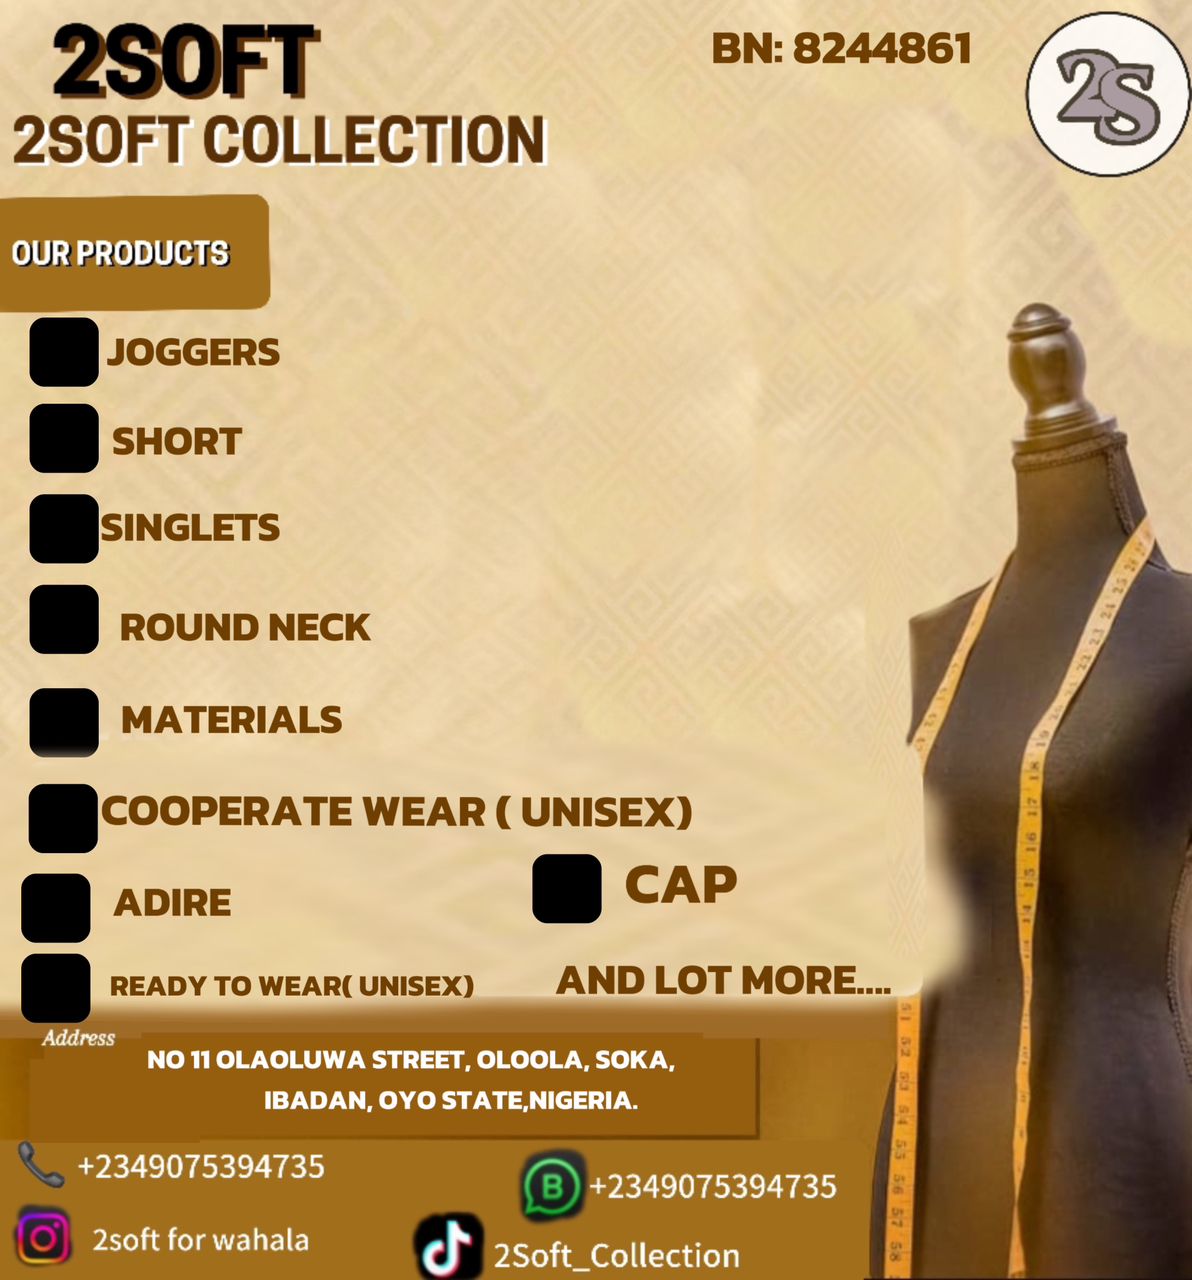 2SOFT
BN: 8244861
2S
2SOFT COLLECTION
OUR PRODUCTS
JOGGERS
SHORT
SINGLETS
ROUND NECK
MATERIALS
COOPERATE WEAR ( UNISEX)
ADIRE
CAP
READY TO WEAR( UNISEX)
AND LOT MORE....
Address
NO 11 OLAOLUWA STREET, OLOOLA, SOKA,
IBADAN, OYO STATE,NIGERIA.
+2349075394735
B +2349075394735
2soft for wahala
2Soft_Collection